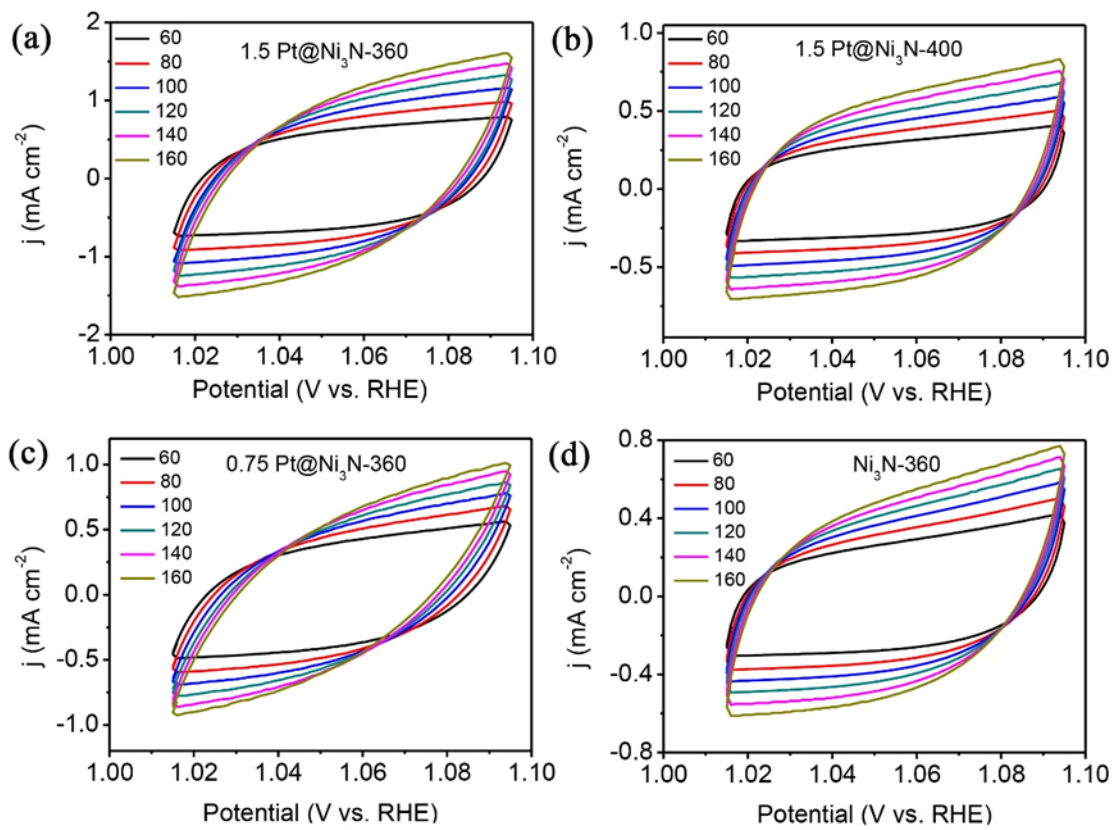 (a)
60
80
100
120
140
160
1.5 Pt@Ni₃N-360
2
1
0
-1
-2
j (mA cm⁻²)
1.00 1.02 1.04 1.06 1.08 1.10
Potential (V vs. RHE)
(b)
60
80
100
120
140
160
1.5 Pt@Ni₃N-400
1.0
0.5
0.0
-0.5
j (mA cm⁻²)
1.00 1.02 1.04 1.06 1.08 1.10
Potential (V vs. RHE)
(c)
60
80
100
120
140
160
0.75 Pt@Ni₃N-360
1.0
0.5
0.0
-0.5
-1.0
j (mA cm⁻²)
1.00 1.02 1.04 1.06 1.08 1.10
Potential (V vs. RHE)
(d)
60
80
100
120
140
160
Ni₃N-360
0.8
0.4
0.0
-0.4
-0.8
j (mA cm⁻²)
1.00 1.02 1.04 1.06 1.08 1.10
Potential (V vs. RHE)